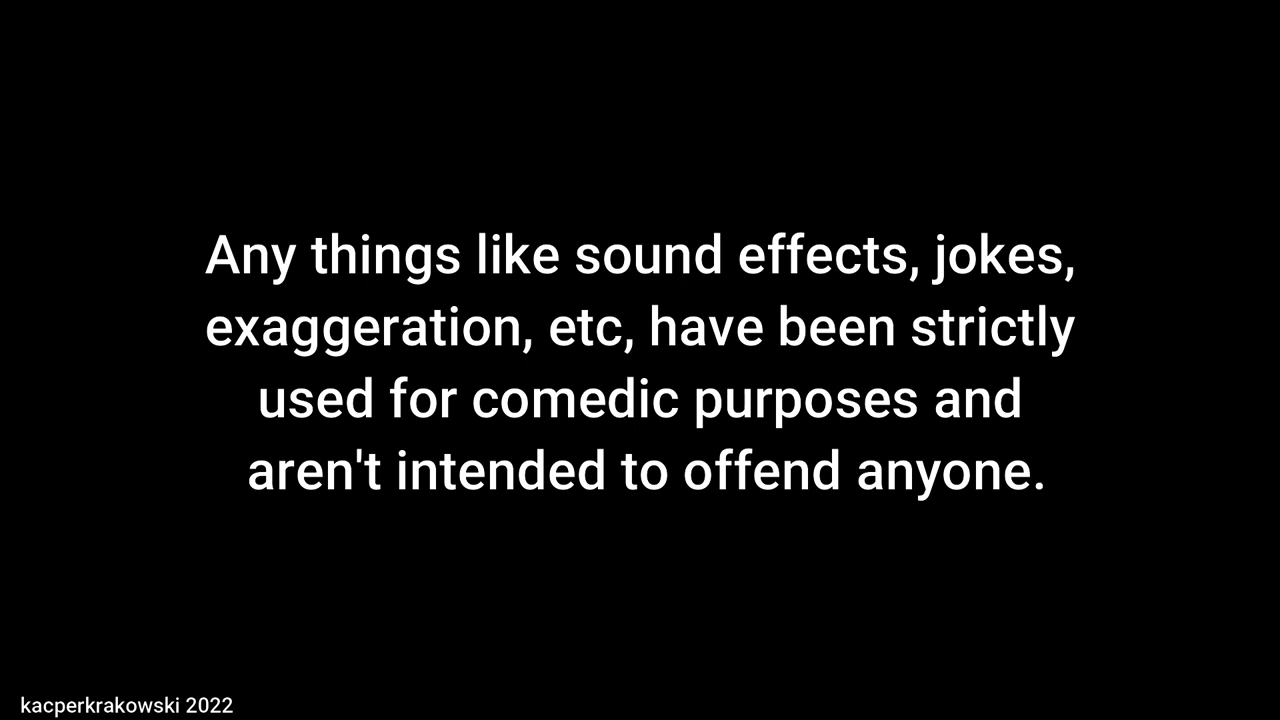 Any things like sound effects, jokes,
exaggeration, etc, have been strictly
used for comedic purposes and
aren't intended to offend anyone.
kacperkrakowski 2022